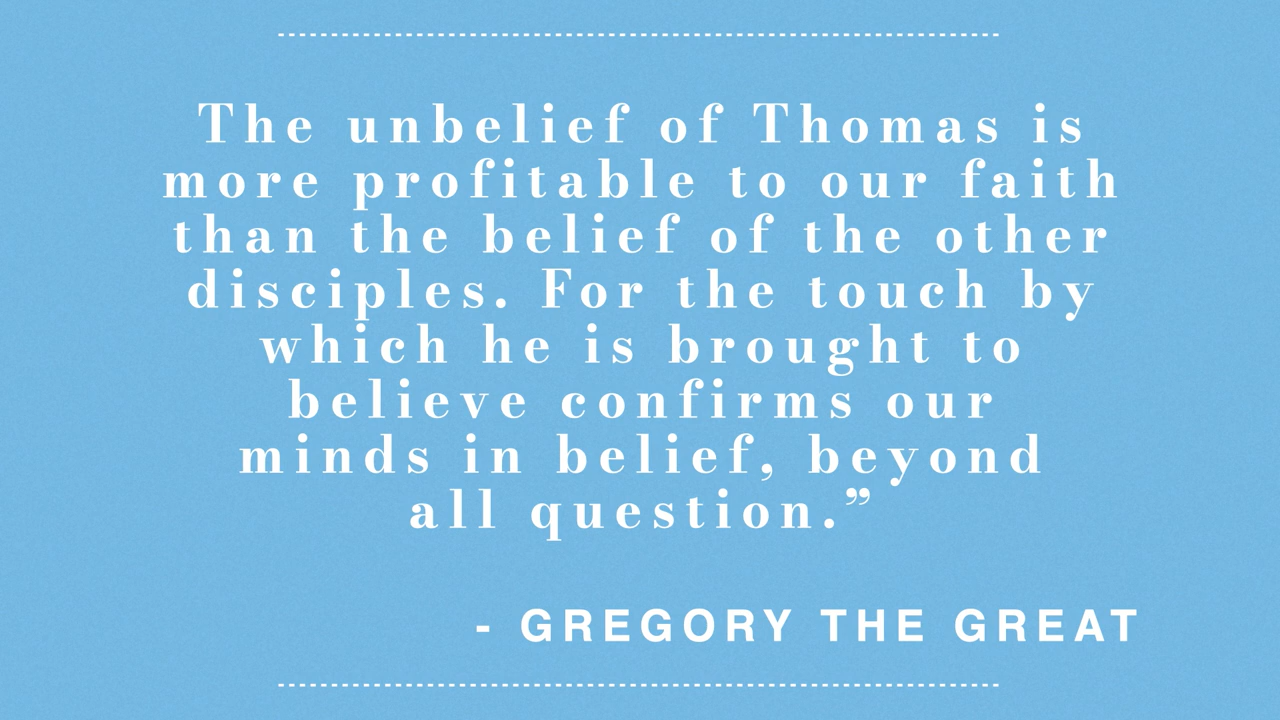 The unbelief of Thomas is
more profitable to our faith
than the belief of the other
disciples. For the touch by
which he is brought to
believe confirms our
minds in belief, beyond
all question.”
- GREGORY THE GREAT